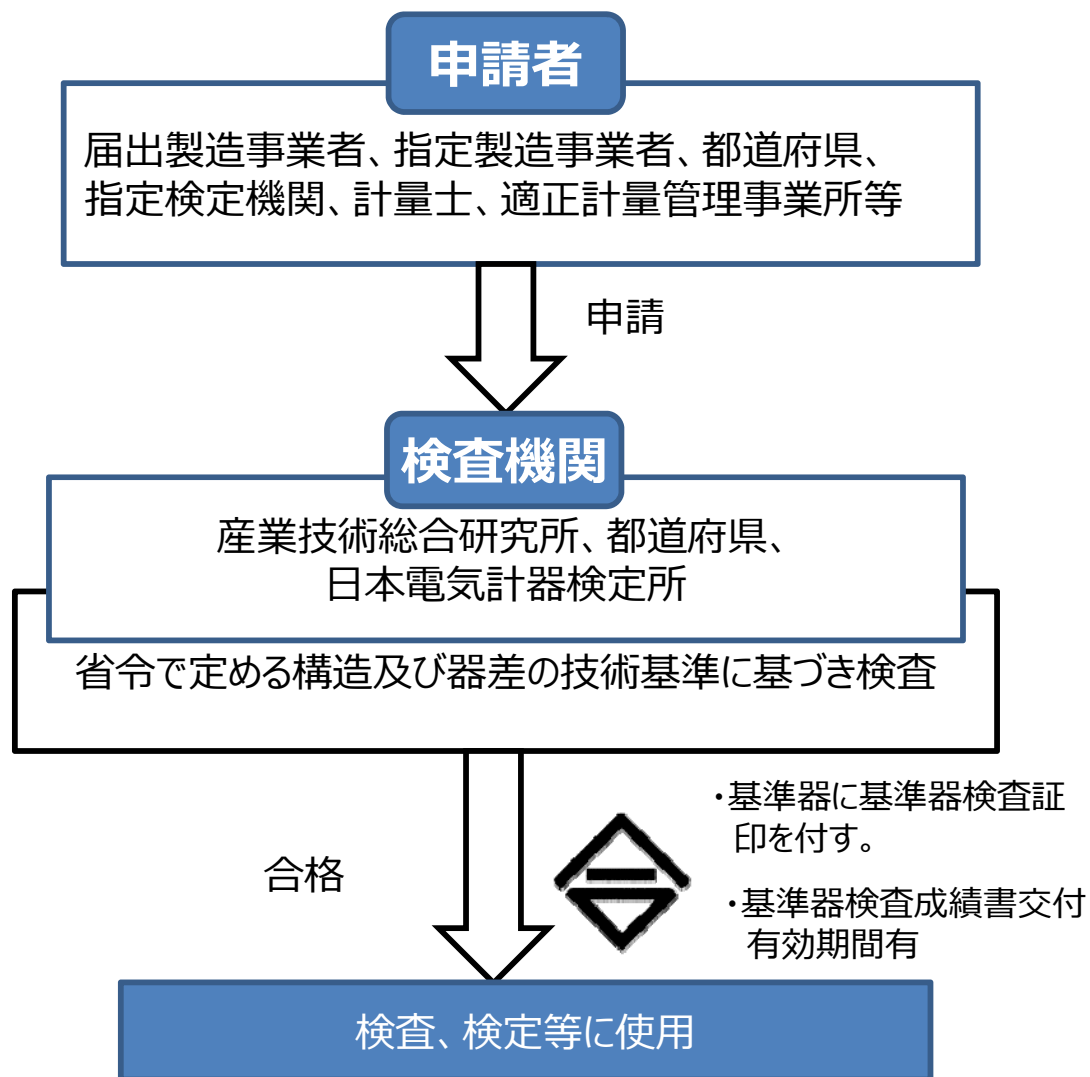 申請者
届出製造事業者、指定製造事業者、都道府県、
指定検定機関、計量士、適正計量管理事業所等
申請
検査機関
産業技術総合研究所、都道府県、
日本電気計器検定所
省令で定める構造及び器差の技術基準に基づき検査
合格
・基準器に基準器検査証
印を付す。
・基準器検査成績書交付
有効期間有
検査、検定等に使用